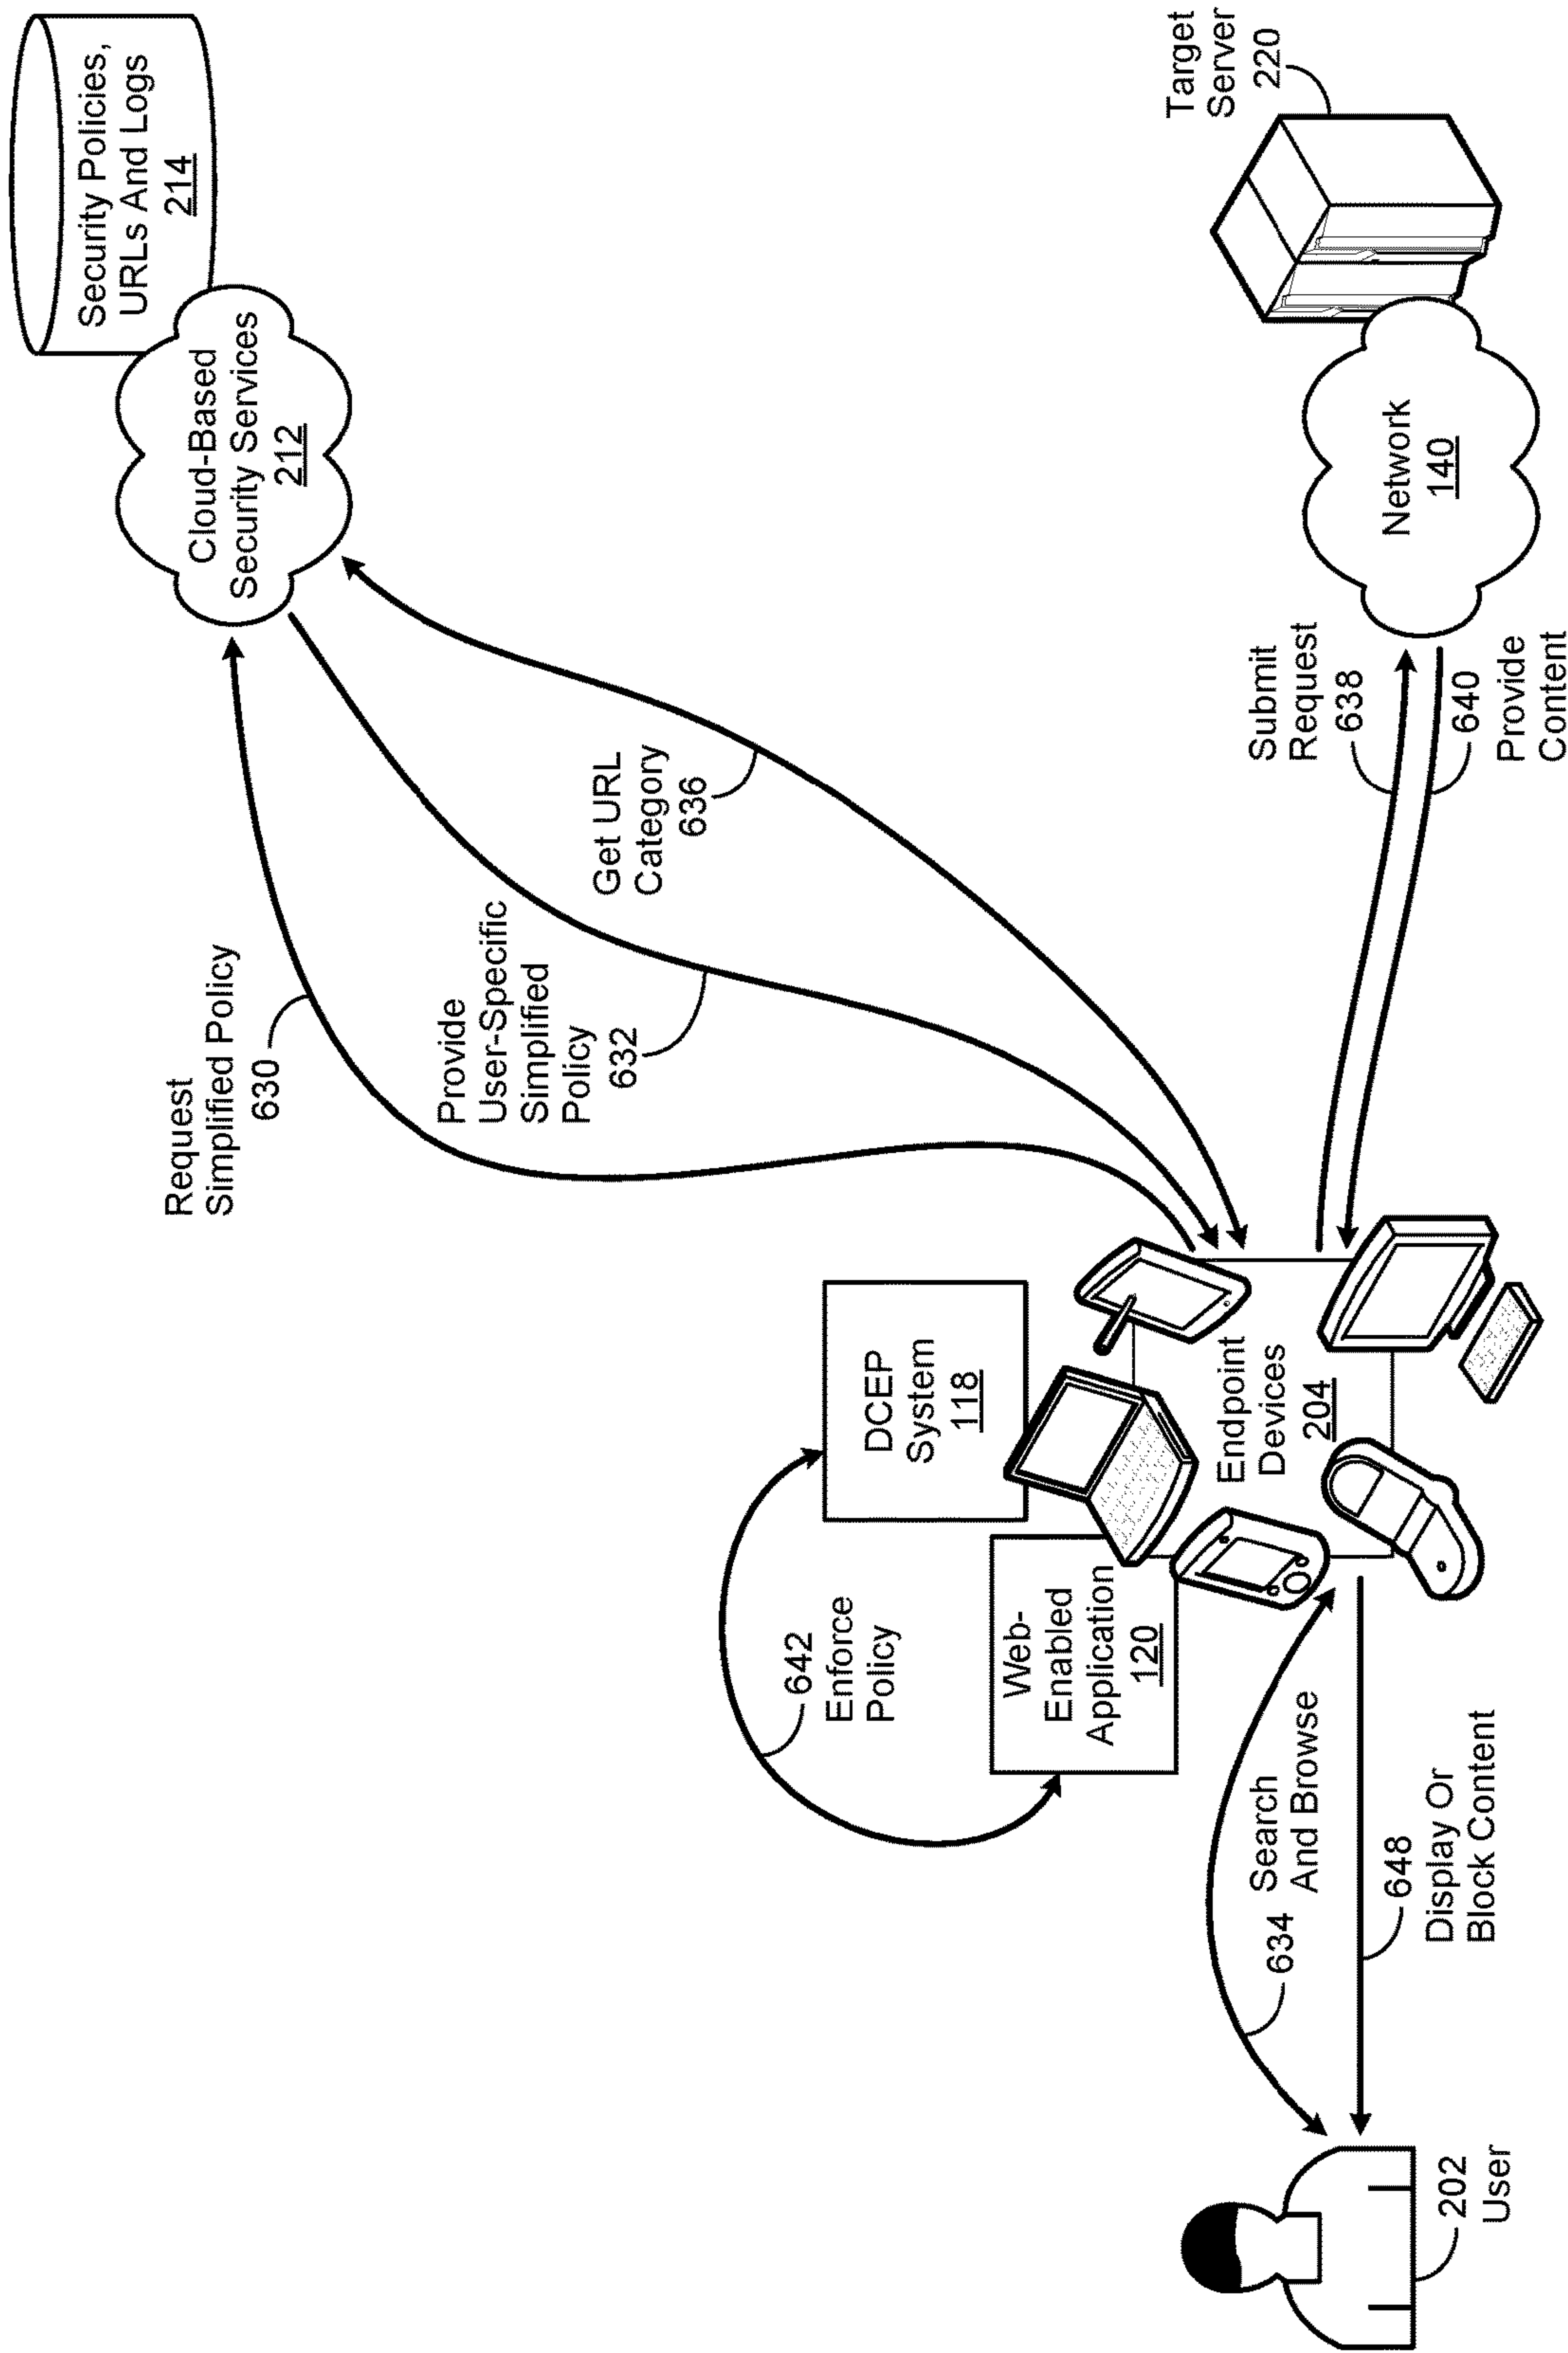 Security Policies,
URLs And Logs
214
Cloud-Based
Security Services
212
Request
Simplified Policy
630
Provide
User-Specific
Simplified
Policy
632
Get URL
Category
636
DCEP
System
118
642
Enforce
Policy
Web-
Enabled
Application
120
Endpoint
Devices
204
Target
Server
220
Network
140
Submit
Request
638
640
Provide
Content
634
Search
And Browse
648
Display Or
Block Content
202
User